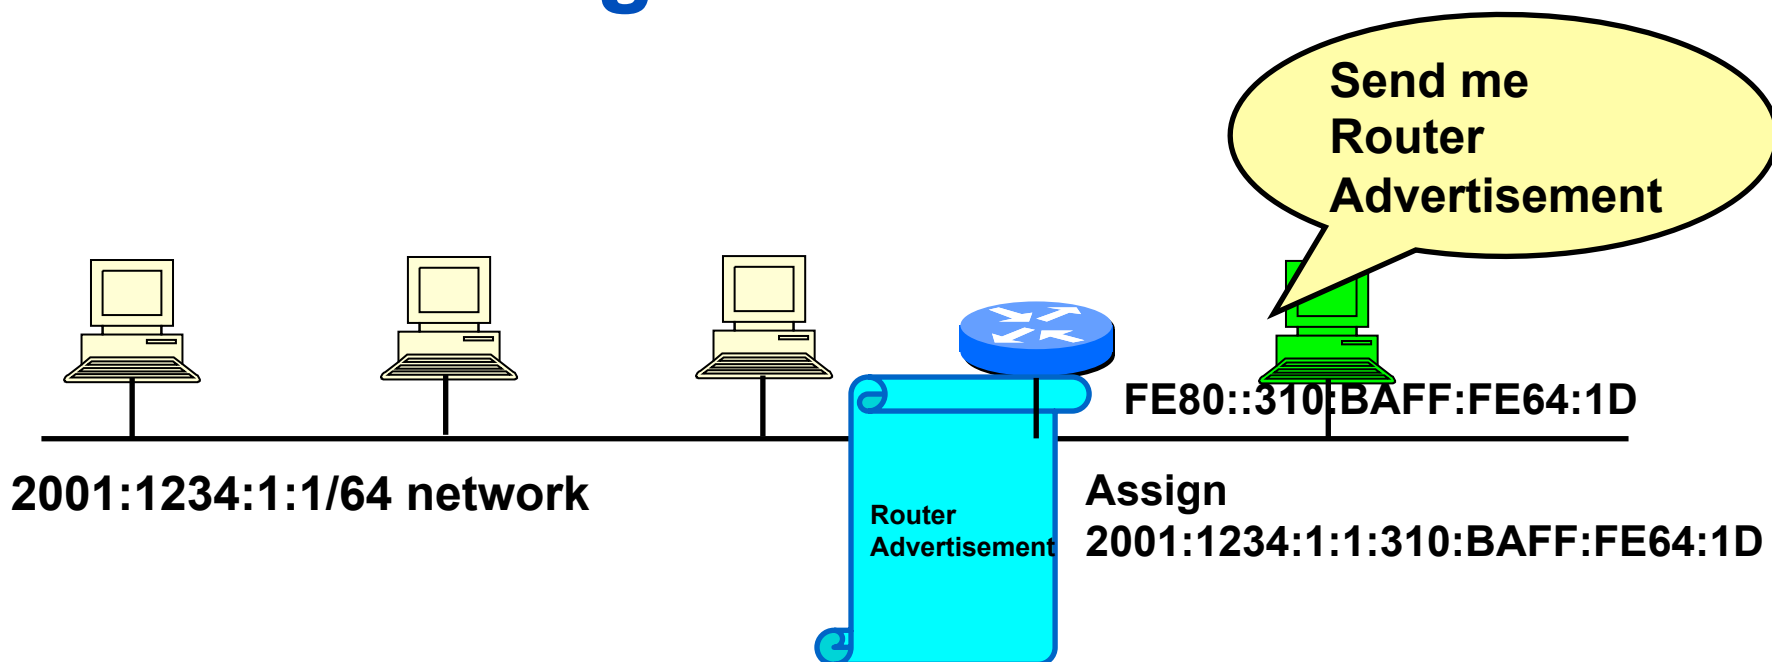 Send me
Router
Advertisement
FE80::310:BAFF:FE64:1D
2001:1234:1:1/64 network
Router
Advertisement
Assign
2001:1234:1:1:310:BAFF:FE64:1D